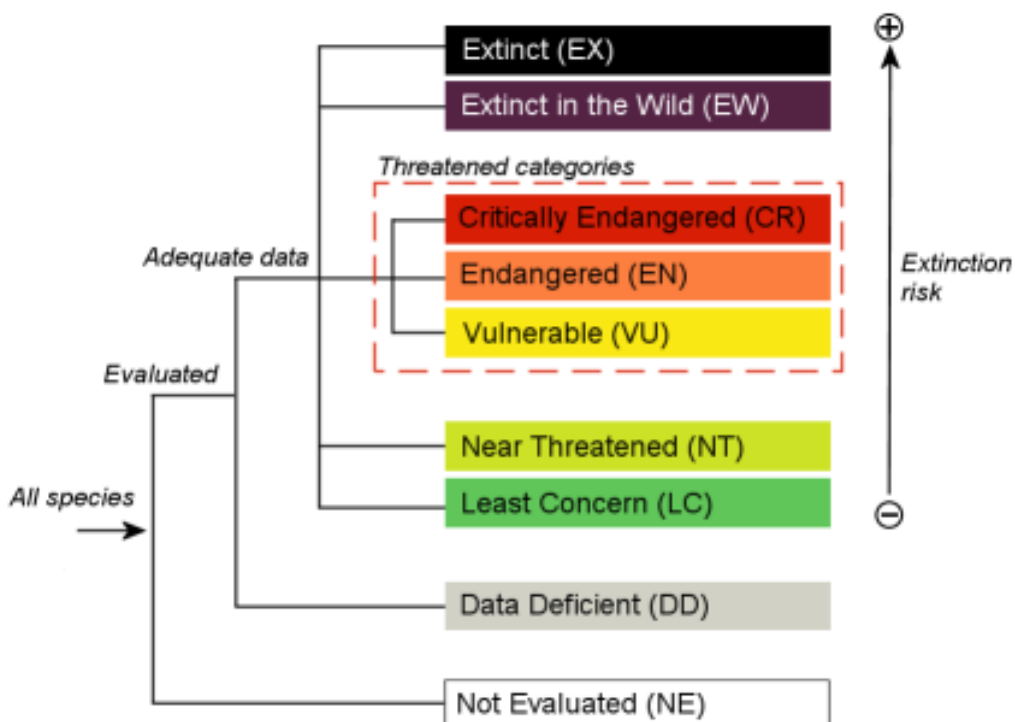 Extinct (EX)
Extinct in the Wild (EW)
Threatened categories
Critically Endangered (CR)
Adequate data
Endangered (EN)
Extinction
risk
Vulnerable (VU)
Evaluated
Near Threatened (NT)
All species
Least Concern (LC)
Data Deficient (DD)
Not Evaluated (NE)